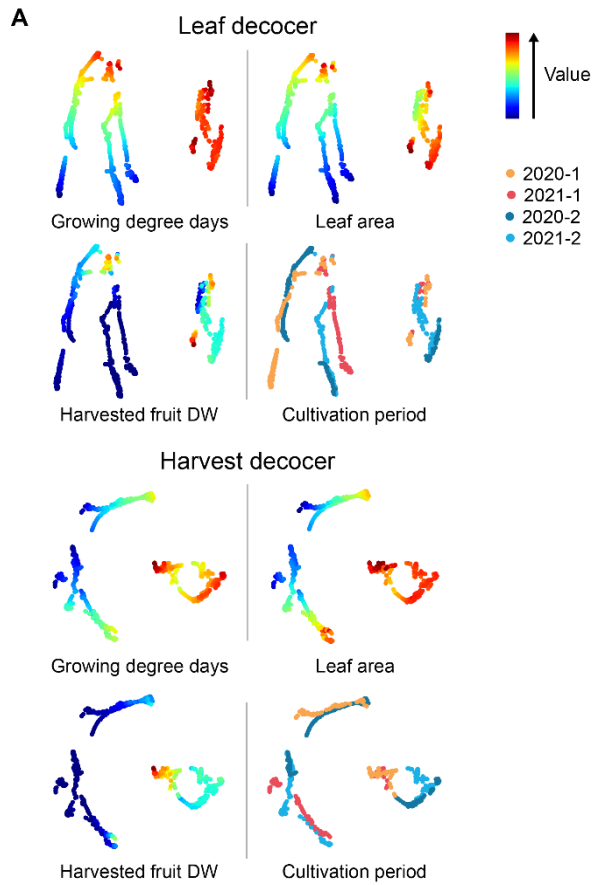 A
Leaf decocer
Value
Growing degree days
Leaf area
2020-1
2021-1
2020-2
2021-2
Harvested fruit DW
Cultivation period
Harvest decocer
Growing degree days
Leaf area
Harvested fruit DW
Cultivation period